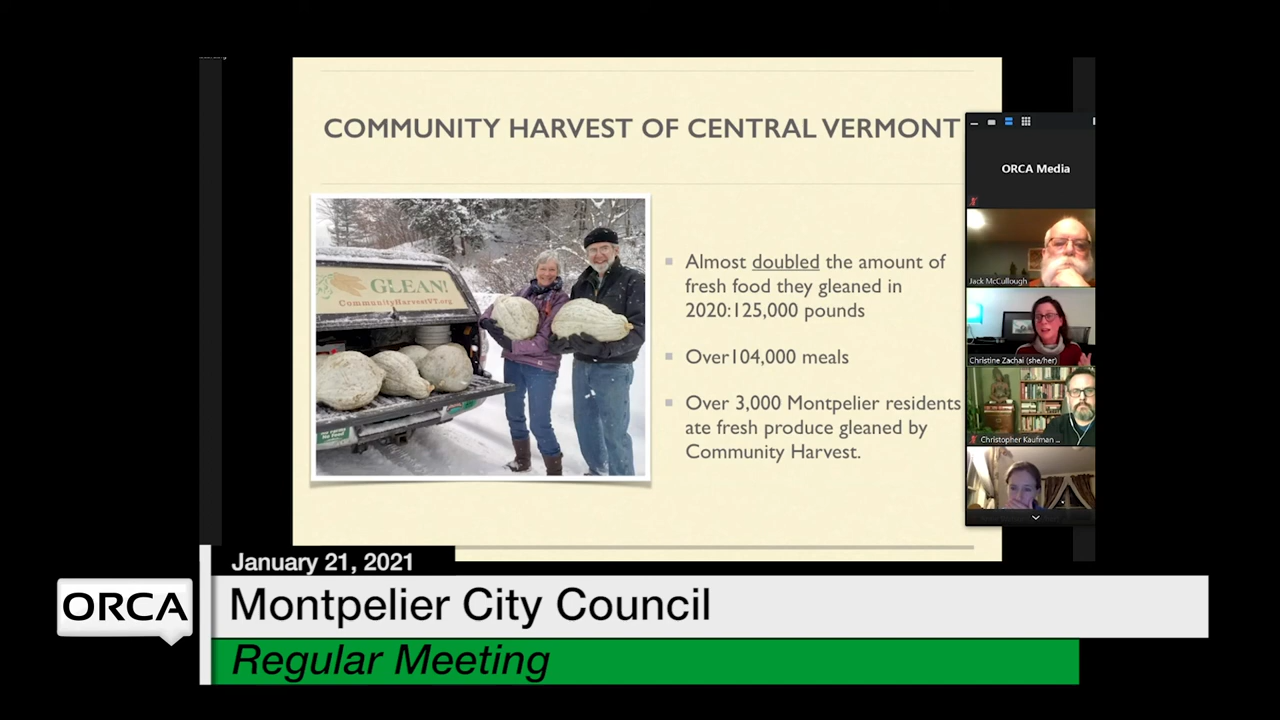 COMMUNITY HARVEST OF CENTRAL VERMONT
GLEAN!
CommunityHarvestVT.org
Almost doubled the amount of
fresh food they gleaned in
2020:125,000 pounds
Over104,000 meals
Over 3,000 Montpelier residents
ate fresh produce gleaned by
Community Harvest.
ORCA Media
Jack McCullough
Christine Zachai (she/her)
Christopher Kaufman ...
January 21, 2021
ORCA
Montpelier City Council
Regular Meeting